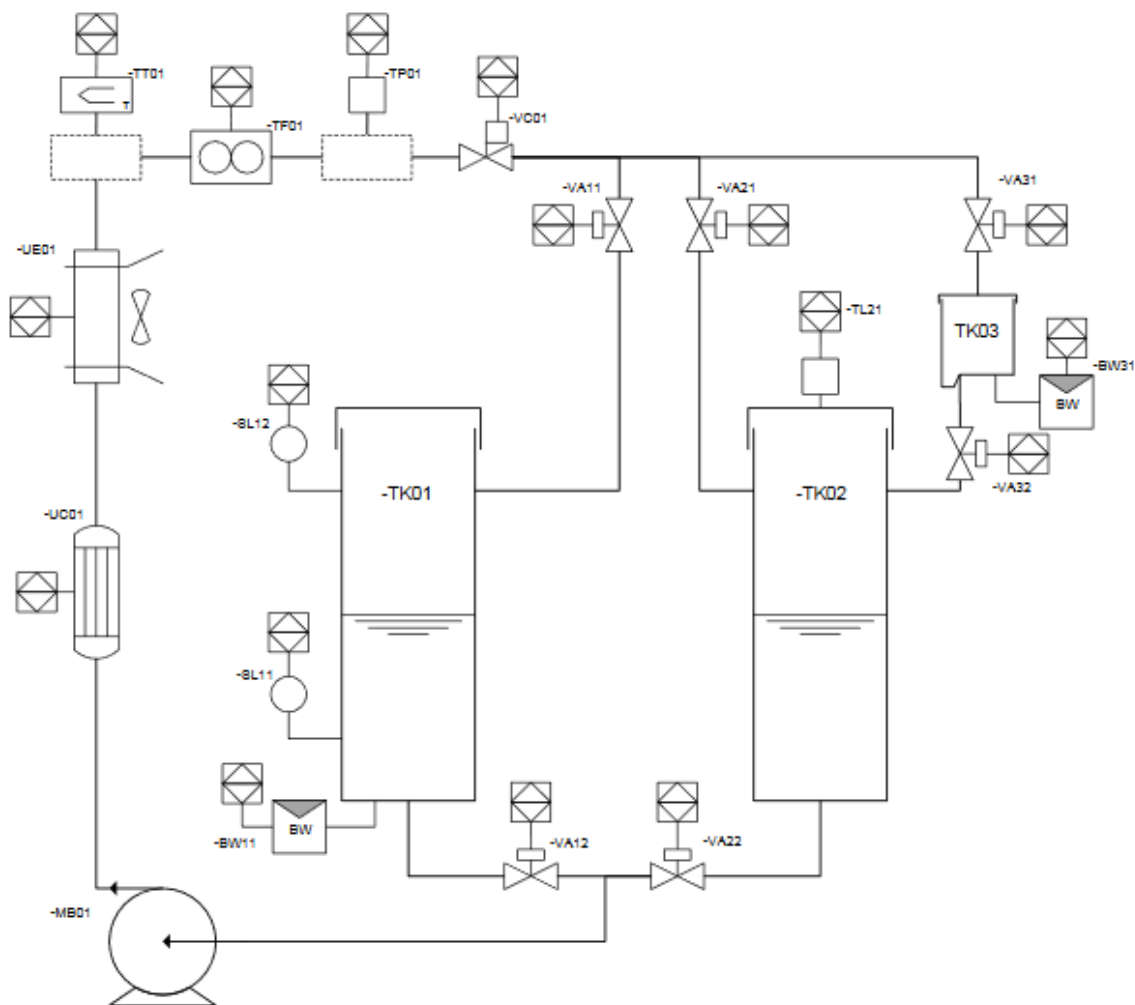 -TT01
T
-TP01
-TF01
-VC01
-VA11
-VA21
-VA31
-UE01
-TL21
TK03
-BW31
BW
-SL12
-TK01
-TK02
-VA32
-UC01
-SL11
BW
-BW11
-VA12
-VA22
-MB01